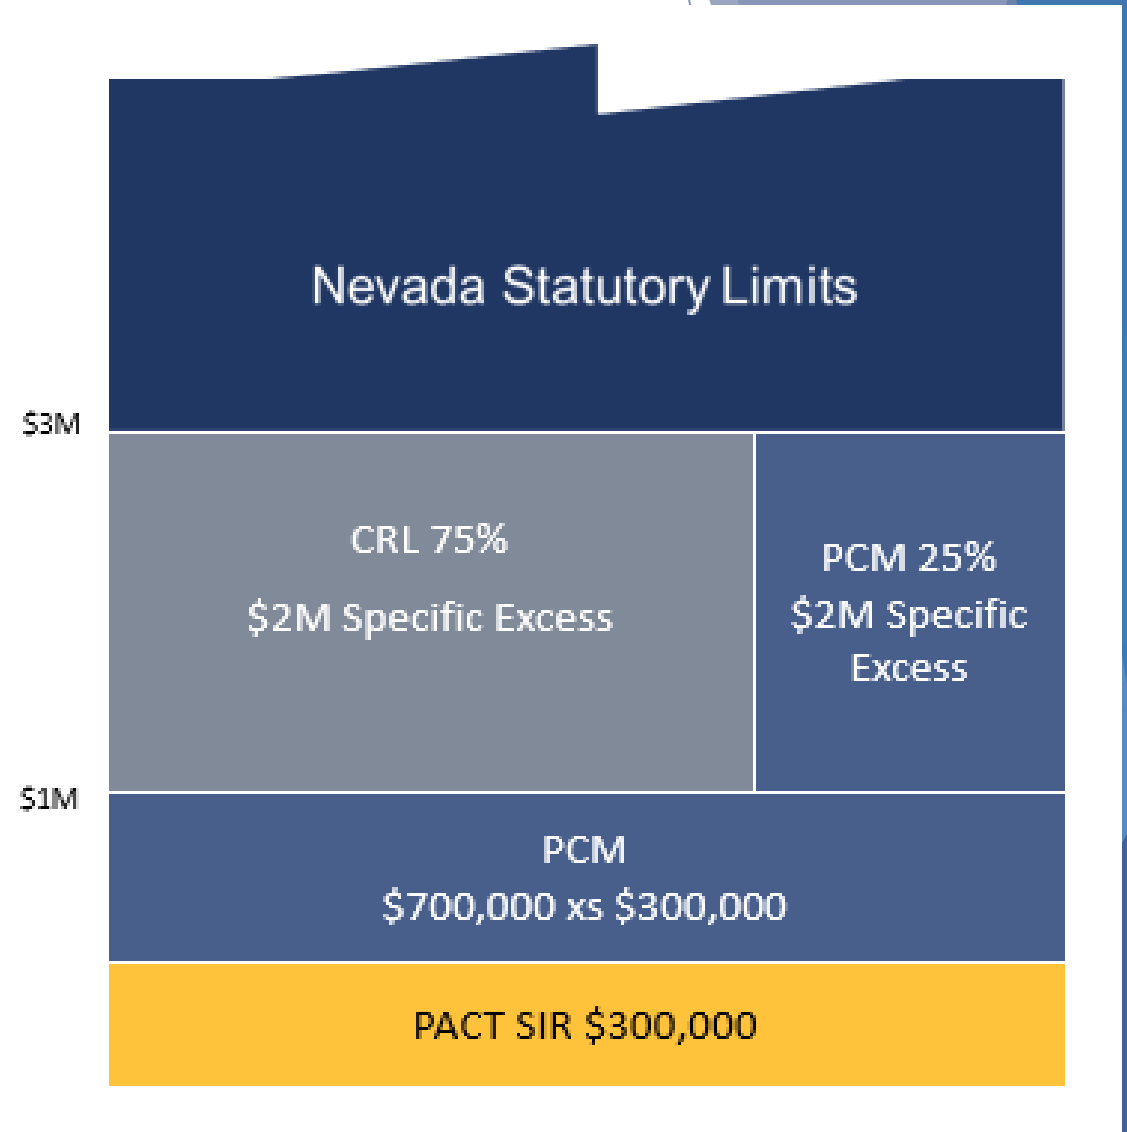 Nevada Statutory Limits
$3M
CRL 75%
$2M Specific Excess
PCM 25%
$2M Specific
Excess
$1M
PCM
$700,000 xs $300,000
PACT SIR $300,000